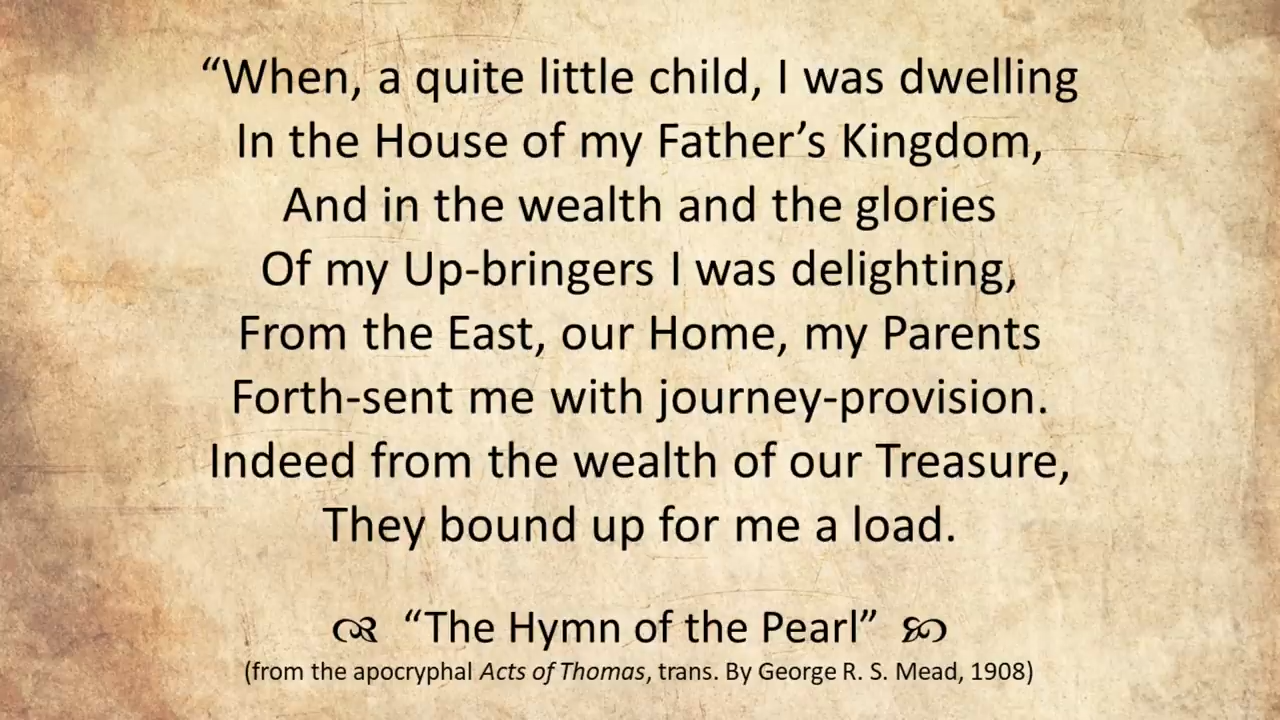 “When, a quite little child, I was dwelling
In the House of my Father’s Kingdom,
And in the wealth and the glories
Of my Up-bringers I was delighting,
From the East, our Home, my Parents
Forth-sent me with journey-provision.
Indeed from the wealth of our Treasure,
They bound up for me a load.
“The Hymn of the Pearl”
(from the apocryphal Acts of Thomas, trans. By George R. S. Mead, 1908)